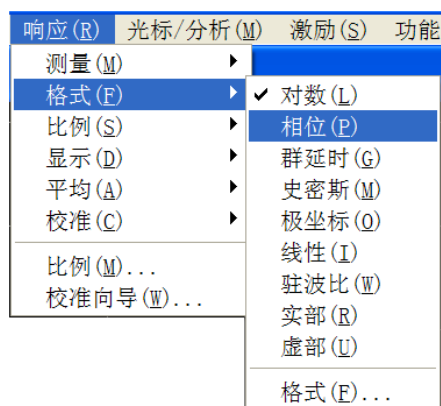 响应(R) 光标/分析(M) 激励(S) 功能
测量(M)
格式(F)
比例(S)
显示(D)
平均(A)
校准(C)
比例(M)...
校准向导(W)...
对数(L)
相位(P)
群延时(G)
史密斯(M)
极坐标(O)
线性(I)
驻波比(W)
实部(R)
虚部(U)
格式(F)...